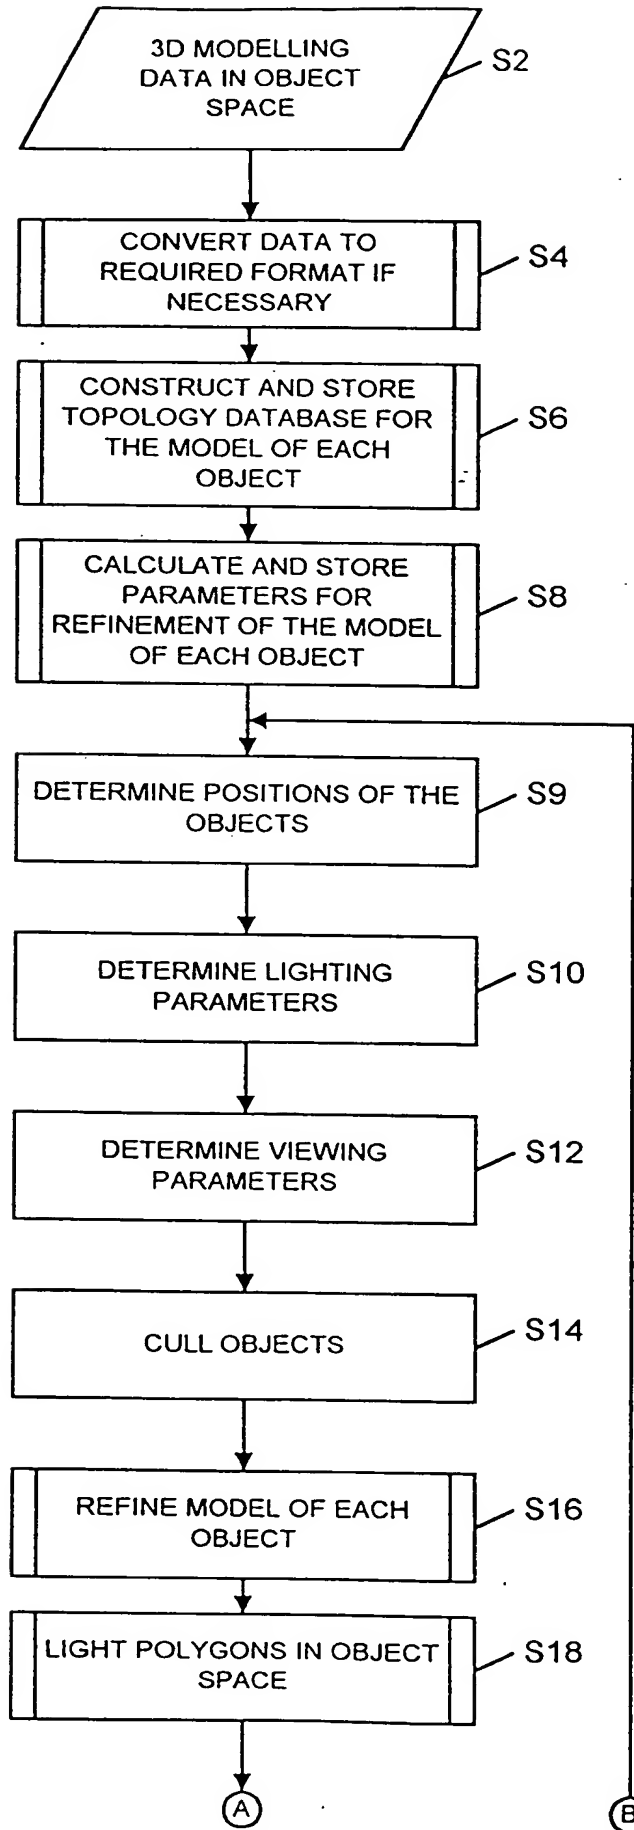 3D MODELLING
DATA IN OBJECT
SPACE
S2
CONVERT DATA TO
REQUIRED FORMAT IF
NECESSARY
S4
CONSTRUCT AND STORE
TOPOLOGY DATABASE FOR
THE MODEL OF EACH
OBJECT
S6
CALCULATE AND STORE
PARAMETERS FOR
REFINEMENT OF THE MODEL
OF EACH OBJECT
S8
DETERMINE POSITIONS OF THE
OBJECTS
S9
DETERMINE LIGHTING
PARAMETERS
S10
DETERMINE VIEWING
PARAMETERS
S12
CULL OBJECTS
S14
REFINE MODEL OF EACH
OBJECT
S16
LIGHT POLYGONS IN OBJECT
SPACE
S18
A
B